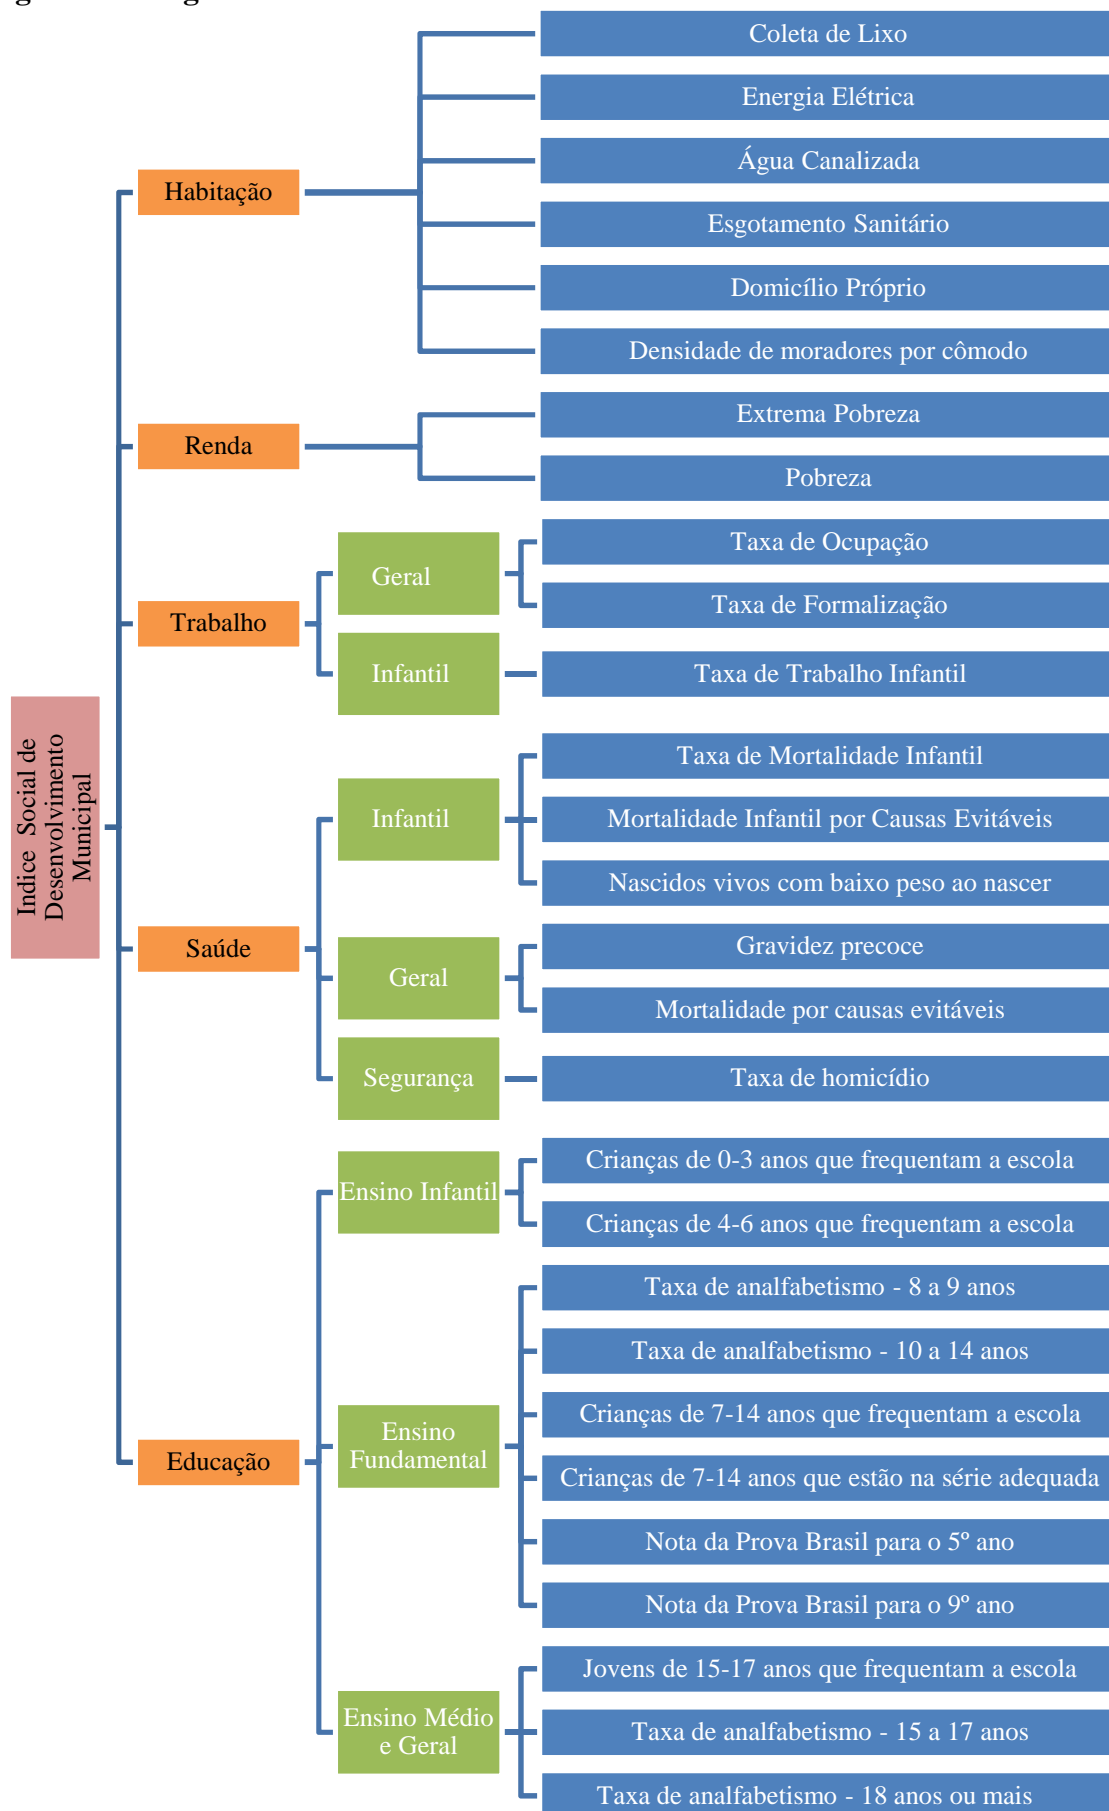 Coleta de Lixo
Energia Elétrica
Água Canalizada
Habitação
Esgotamento Sanitário
Domicílio Próprio
Densidade de moradores por cômodo
Extrema Pobreza
Renda
Pobreza
Taxa de Ocupação
Geral
Taxa de Formalização
Trabalho
Infantil
Taxa de Trabalho Infantil
Indice Social de
Desenvolvimento
Municipal
Taxa de Mortalidade Infantil
Infantil
Mortalidade Infantil por Causas Evitáveis
Nascidos vivos com baixo peso ao nascer
Saúde
Gravidez precoce
Geral
Mortalidade por causas evitáveis
Segurança
Taxa de homicídio
Crianças de 0-3 anos que frequentam a escola
Ensino Infantil
Crianças de 4-6 anos que frequentam a escola
Taxa de analfabetismo - 8 a 9 anos
Taxa de analfabetismo - 10 a 14 anos
Crianças de 7-14 anos que frequentam a escola
Ensino
Fundamental
Educação
Crianças de 7-14 anos que estão na série adequada
Nota da Prova Brasil para o 5º ano
Nota da Prova Brasil para o 9º ano
Jovens de 15-17 anos que frequentam a escola
Ensino Médio
e Geral
Taxa de analfabetismo - 15 a 17 anos
Taxa de analfabetismo - 18 anos ou mais